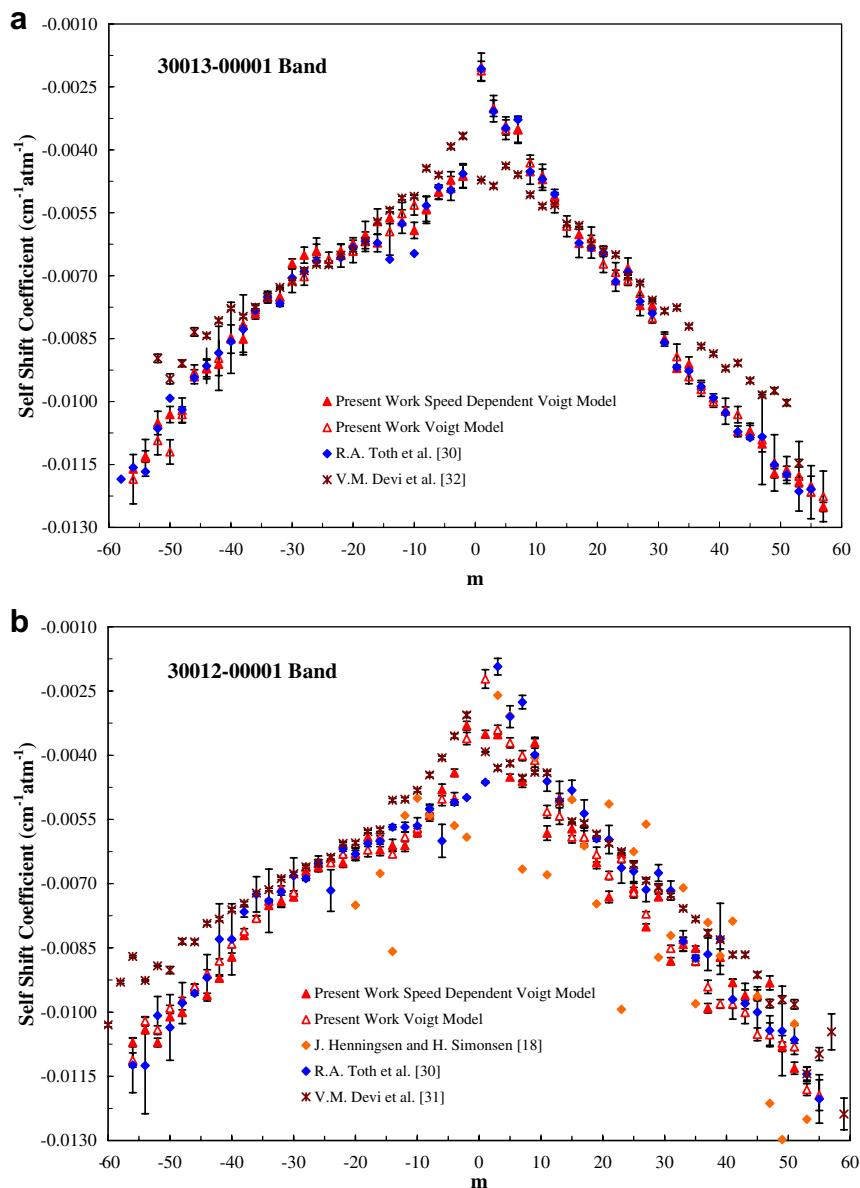 a
-0.0010
30013-00001 Band
-0.0025
-0.0040
-0.0055
-0.0070
-0.0085
-0.0100
-0.0115
-0.0130
Self Shift Coefficient (cm-1atm-1)
Present Work Speed Dependent Voigt Model
Present Work Voigt Model
R.A. Toth et al. [30]
V.M. Devi et al. [32]
-60 -50 -40 -30 -20 -10 0 10 20 30 40 50 60
m
b
-0.0010
30012-00001 Band
-0.0025
-0.0040
-0.0055
-0.0070
-0.0085
-0.0100
-0.0115
-0.0130
Self Shift Coefficient (cm-1atm-1)
Present Work Speed Dependent Voigt Model
Present Work Voigt Model
J. Henningsen and H. Simonsen [18]
R.A. Toth et al. [30]
V.M. Devi et al. [31]
-60 -50 -40 -30 -20 -10 0 10 20 30 40 50 60
m